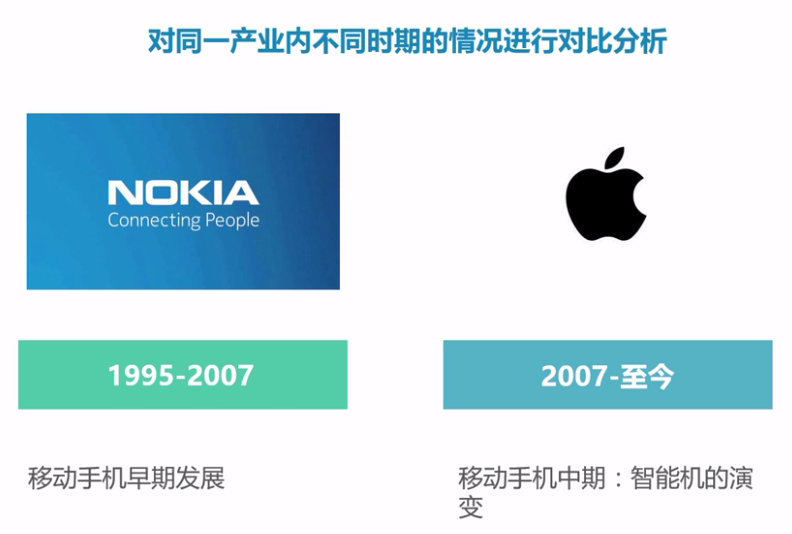 对同一产业内不同时期的情况进行对比分析
NOKIA
Connecting People
1995-2007
2007-至今
移动手机早期发展
移动手机中期：智能机的演
变